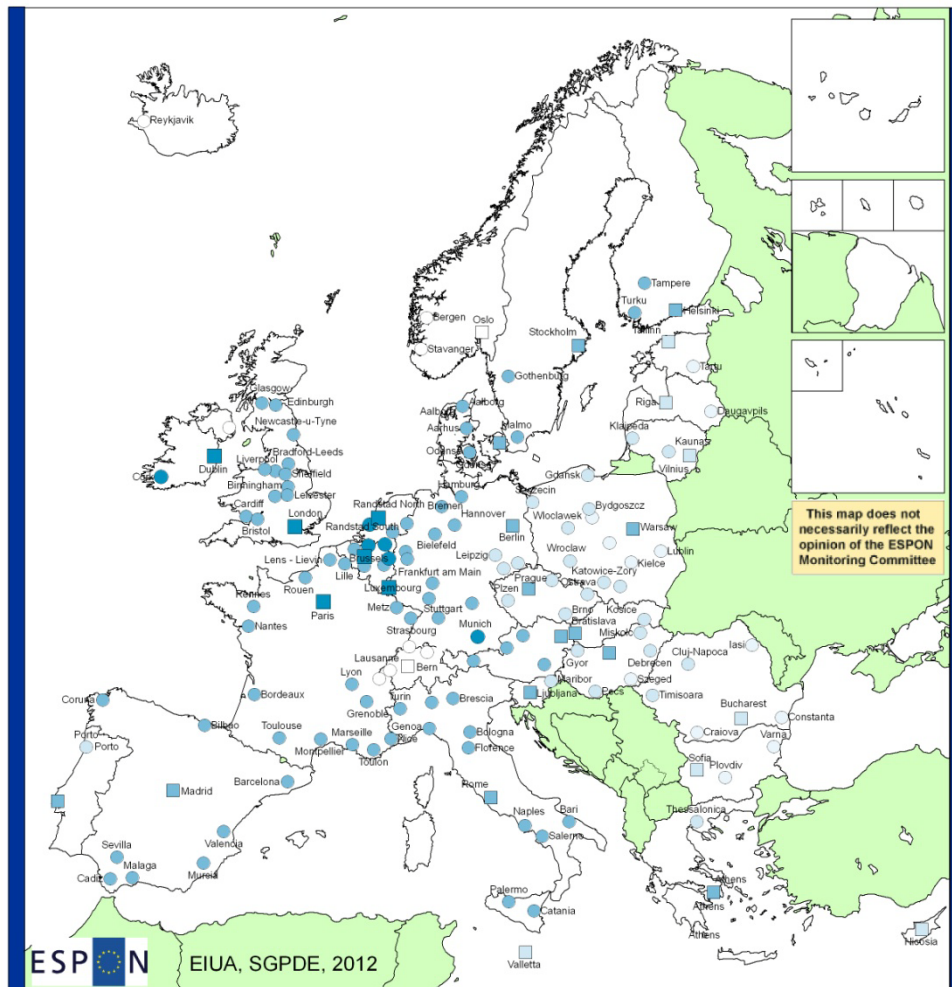 Reykjavik
Tampere
Turku
Helsinki
Bergen
Oslo
Stavanger
Stockholm
Tallinn
Tartu
Gothenburg
Riga
Daugavpils
Glasgow
Edinburgh
Aalborg
Aalborg
Newcastle-u-Tyne
Aarhus
Malmo
Klaipeda
Kaunas
Vilnius
Bradford-Leeds
Odense
Odense
Liverpool
Dublin
Sheffield
Cork
Gdansk
Birmingham
Leicester
Hamburg
Szczecin
Bremen
Bydgoszcz
Cardiff
London
Randstad North
Hannover
Wloclawek
Warsaw
Bristol
Randstad South
Berlin
Bielefeld
Wroclaw
Lublin
Lens - Lievin
Brussels
Leipzig
Kielce
Lille
Frankfurt am Main
Prague
Katowice-Zory
Rouen
Luxembourg
Plzen
Ostrava
Rennes
Paris
Metz
Stuttgart
Brno
Kosice
Nantes
Strasbourg
Munich
Bratislava
Miskolc
Iasi
Lausanne
Bern
Gyor
Debrecen
Cluj-Napoca
Lyon
Maribor
Szeged
Bordeaux
Grenoble
Turin
Brescia
Ljubljana
Pecs
Timisoara
Coruna
Bucharest
Constanta
Bilbao
Toulouse
Marseille
Genoa
Nice
Bologna
Craiova
Varna
Porto
Porto
Montpellier
Toulon
Florence
Sofia
Plovdiv
Barcelona
Madrid
Rome
Thessalonica
Naples
Bari
Salerno
Sevilla
Valencia
Malaga
Cadiz
Murcia
Palermo
Catania
Athens
Athens
Athens
Valletta
Nicosia
This map does not
necessarily reflect the
opinion of the ESPON
Monitoring Committee
ESPON
EIUA, SGPDE, 2012